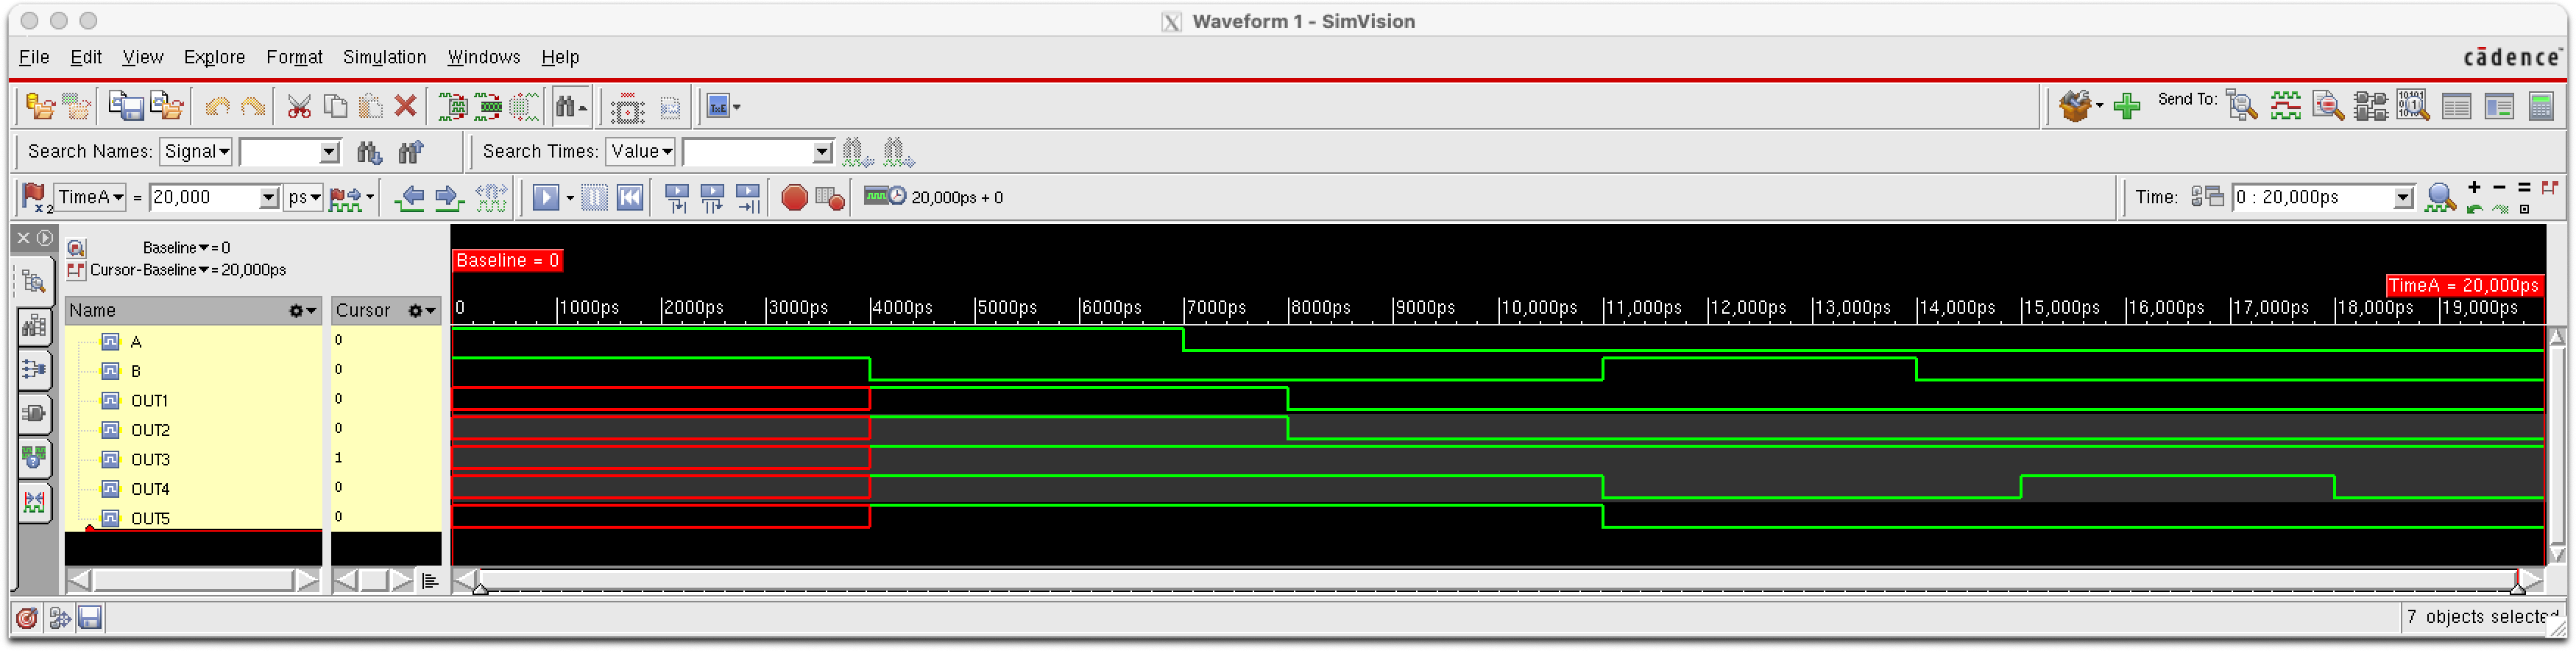 Waveform 1 - SimVision
File Edit View Explore Format Simulation Windows Help
cādence™
TxE
Send To:
Search Names: Signal
Search Times: Value
x2 TimeA = 20,000 ps
20,000ps + 0
Time: 0 : 20,000ps
Baseline = 0
Cursor-Baseline = 20,000ps
Baseline = 0
TimeA = 20,000ps
Name Cursor
0 1000ps 2000ps 3000ps 4000ps 5000ps 6000ps 7000ps 8000ps 9000ps 10,000ps 11,000ps 12,000ps 13,000ps 14,000ps 15,000ps 16,000ps 17,000ps 18,000ps 19,000ps
A 0
B 0
OUT1 0
OUT2 0
OUT3 1
OUT4 0
OUT5 0
7 objects selected